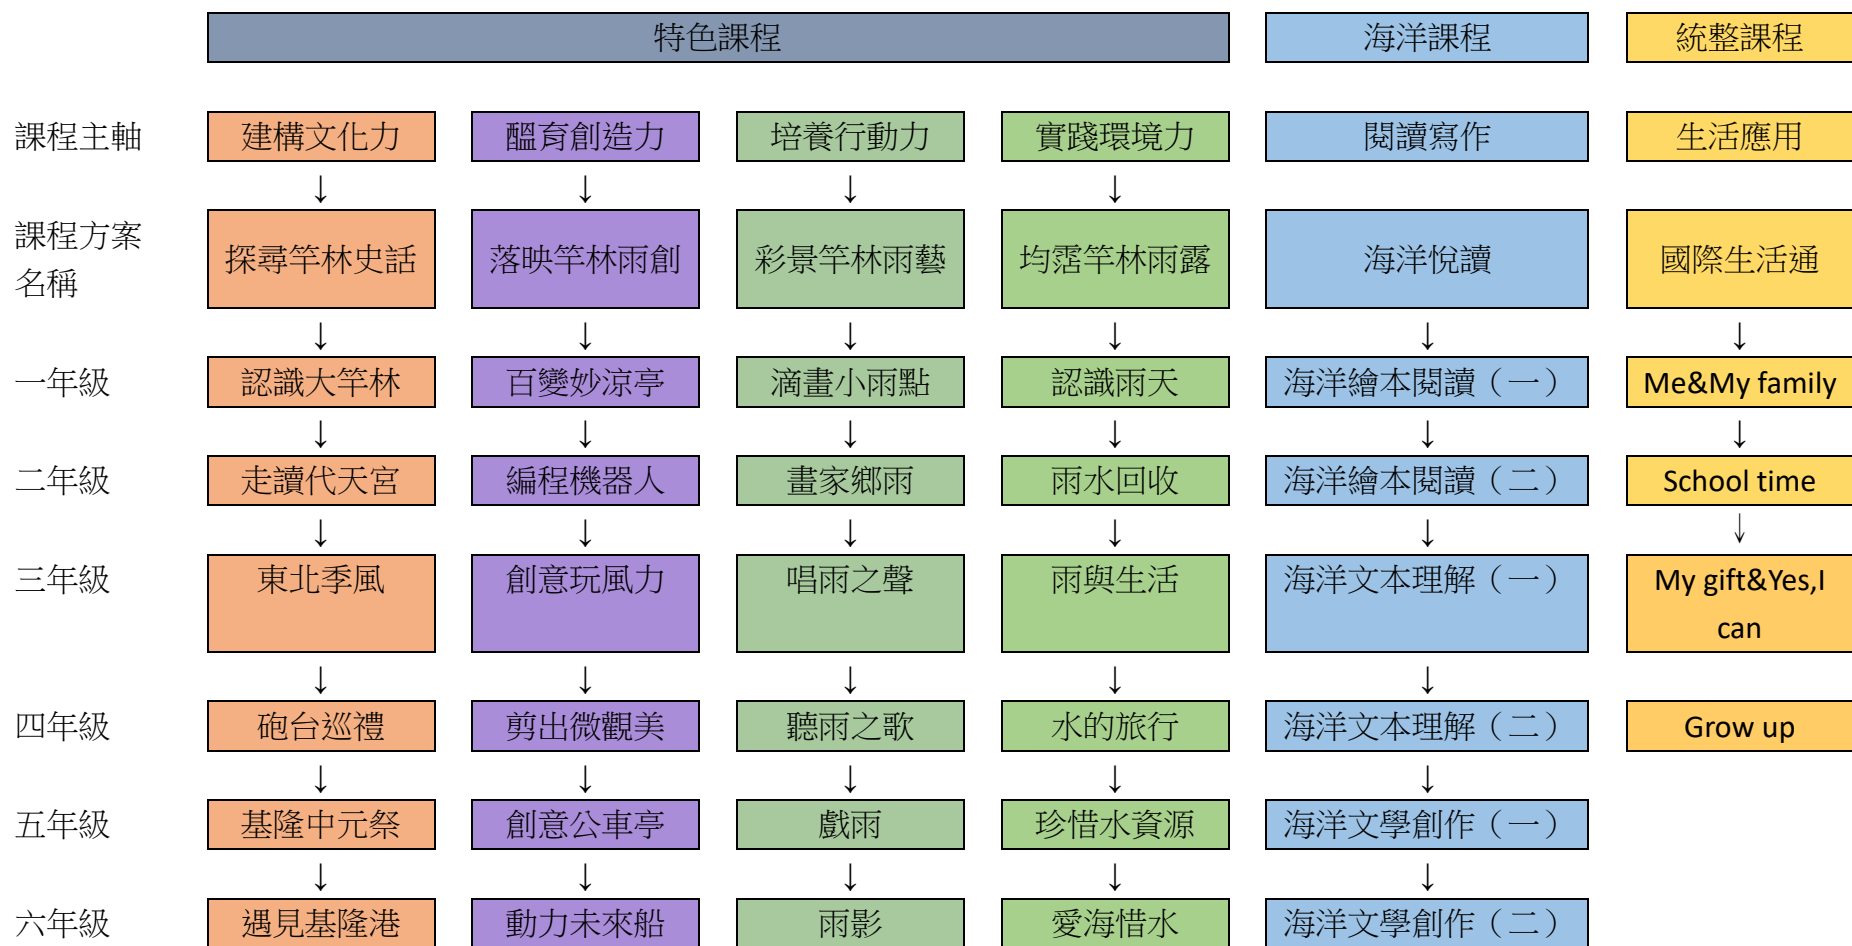 特色課程 海洋課程 統整課程
課程主軸 建構文化力 醞育創造力 培養行動力 實踐環境力 閱讀寫作 生活應用
↓ ↓ ↓ ↓
課程方案
名稱 探尋竿林史話 落映竿林雨創 彩景竿林雨藝 均霑竿林雨露 海洋悅讀 國際生活通
↓ ↓ ↓ ↓ ↓ ↓
一年級 認識大竿林 百變妙涼亭 滴畫小雨點 認識雨天 海洋繪本閱讀（一） Me&My family
↓ ↓ ↓ ↓ ↓ ↓
二年級 走讀代天宮 編程機器人 畫家鄉雨 雨水回收 海洋繪本閱讀（二） School time
↓ ↓ ↓ ↓ ↓ ↓
三年級 東北季風 創意玩風力 唱雨之聲 雨與生活 海洋文本理解（一） My gift&Yes,I
can
↓ ↓ ↓ ↓ ↓
四年級 砲台巡禮 剪出微觀美 聽雨之歌 水的旅行 海洋文本理解（二） Grow up
↓ ↓ ↓ ↓ ↓
五年級 基隆中元祭 創意公車亭 戲雨 珍惜水資源 海洋文學創作（一）
↓ ↓ ↓ ↓ ↓
六年級 遇見基隆港 動力未來船 雨影 愛海惜水 海洋文學創作（二）